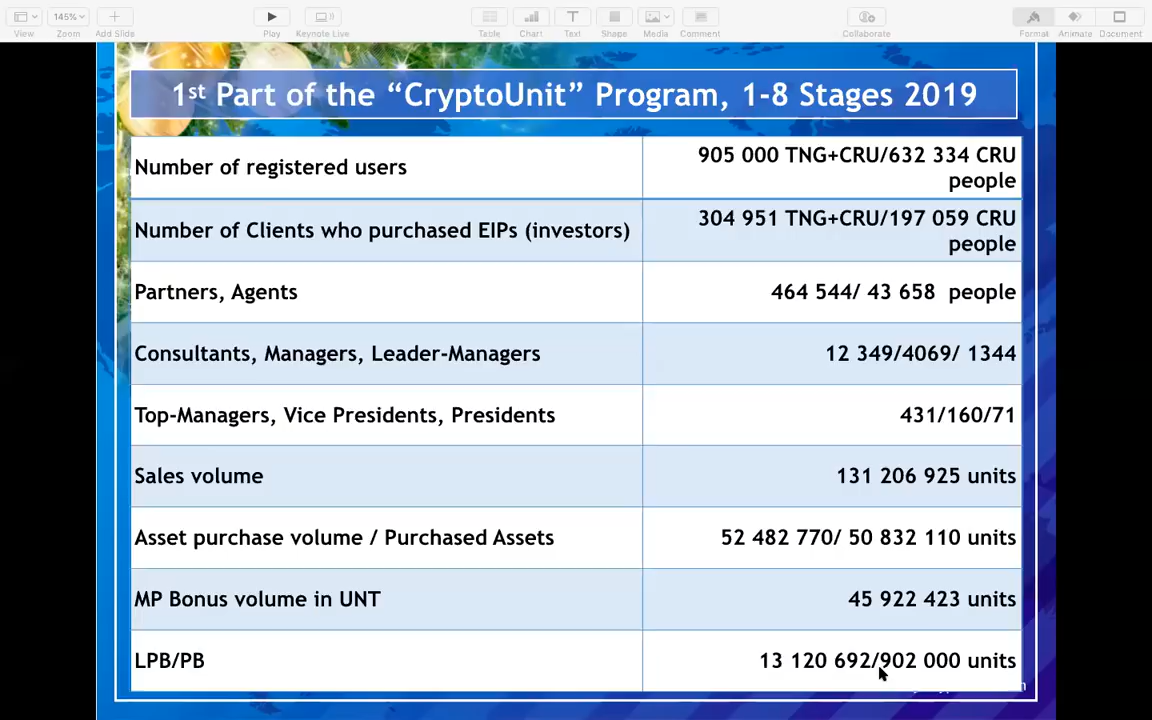 145%
View
Zoom
Add Slide
Play
Keynote Live
Table
Chart
Text
Shape
Media
Comment
Collaborate
Format
Animate
Document
1st Part of the “CryptoUnit” Program, 1-8 Stages 2019
Number of registered users
905 000 TNG+CRU/632 334 CRU
people
Number of Clients who purchased EIPs (investors)
304 951 TNG+CRU/197 059 CRU
people
Partners, Agents
464 544/ 43 658 people
Consultants, Managers, Leader-Managers
12 349/4069/ 1344
Top-Managers, Vice Presidents, Presidents
431/160/71
Sales volume
131 206 925 units
Asset purchase volume / Purchased Assets
52 482 770/ 50 832 110 units
MP Bonus volume in UNT
45 922 423 units
LPB/PB
13 120 692/902 000 units